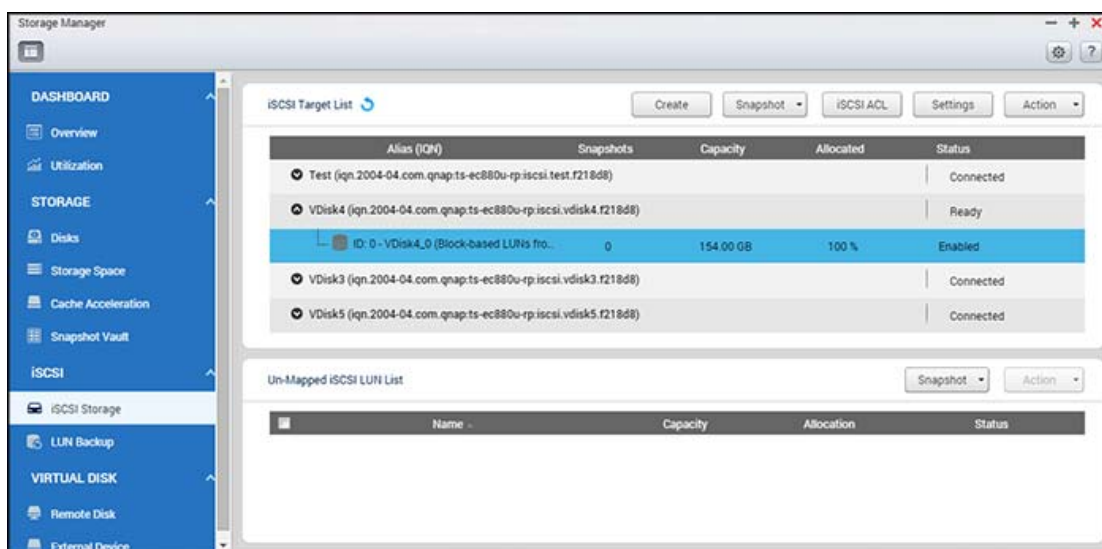 Storage Manager
DASHBOARD
Overview
Utilization
STORAGE
Disks
Storage Space
Cache Acceleration
Snapshot Vault
iSCSI
iSCSI Storage
LUN Backup
VIRTUAL DISK
Remote Disk
External Device
iSCSI Target List
Create Snapshot iSCSI ACL Settings Action
Alias (IQN) Snapshots Capacity Allocated Status
Test (iqn.2004-04.com.qnap:ts-ec880u-rp:iscsi.test.f218d8) Connected
VDisk4 (iqn.2004-04.com.qnap:ts-ec880u-rp:iscsi.vdisk4.f218d8) Ready
ID: 0 - VDisk4_0 (Block-based LUNs fro... 0 154.00 GB 100 % Enabled
VDisk3 (iqn.2004-04.com.qnap:ts-ec880u-rp:iscsi.vdisk3.f218d8) Connected
VDisk5 (iqn.2004-04.com.qnap:ts-ec880u-rp:iscsi.vdisk5.f218d8) Connected
Un-Mapped iSCSI LUN List
Snapshot Action
Name Capacity Allocation Status